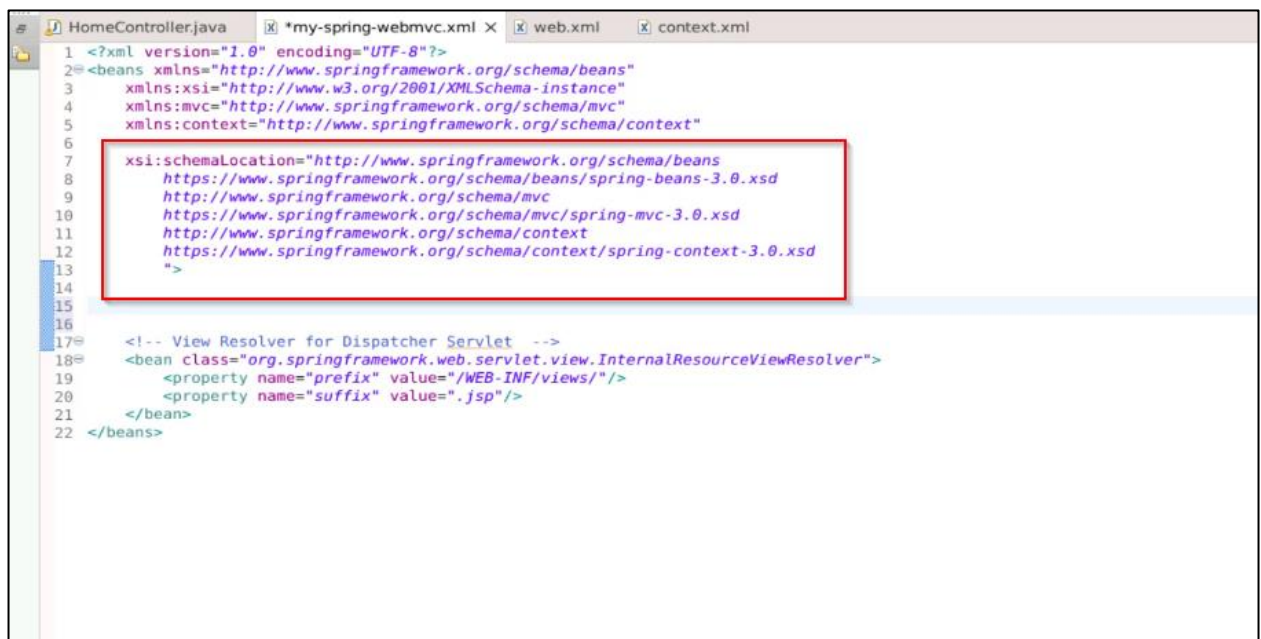 HomeController.java *my-spring-webmvc.xml web.xml context.xml
1 <?xml version="1.0" encoding="UTF-8"?>
2 <beans xmlns="http://www.springframework.org/schema/beans"
3 xmlns:xsi="http://www.w3.org/2001/XMLSchema-instance"
4 xmlns:mvc="http://www.springframework.org/schema/mvc"
5 xmlns:context="http://www.springframework.org/schema/context"
6
7 xsi:schemaLocation="http://www.springframework.org/schema/beans
8 https://www.springframework.org/schema/beans/spring-beans-3.0.xsd
9 http://www.springframework.org/schema/mvc
10 https://www.springframework.org/schema/mvc/spring-mvc-3.0.xsd
11 http://www.springframework.org/schema/context
12 https://www.springframework.org/schema/context/spring-context-3.0.xsd
13 ">
14
15
16
17 <!-- View Resolver for Dispatcher Servlet -->
18 <bean class="org.springframework.web.servlet.view.InternalResourceViewResolver">
19 <property name="prefix" value="/WEB-INF/views/"/>
20 <property name="suffix" value=".jsp"/>
21 </bean>
22 </beans>